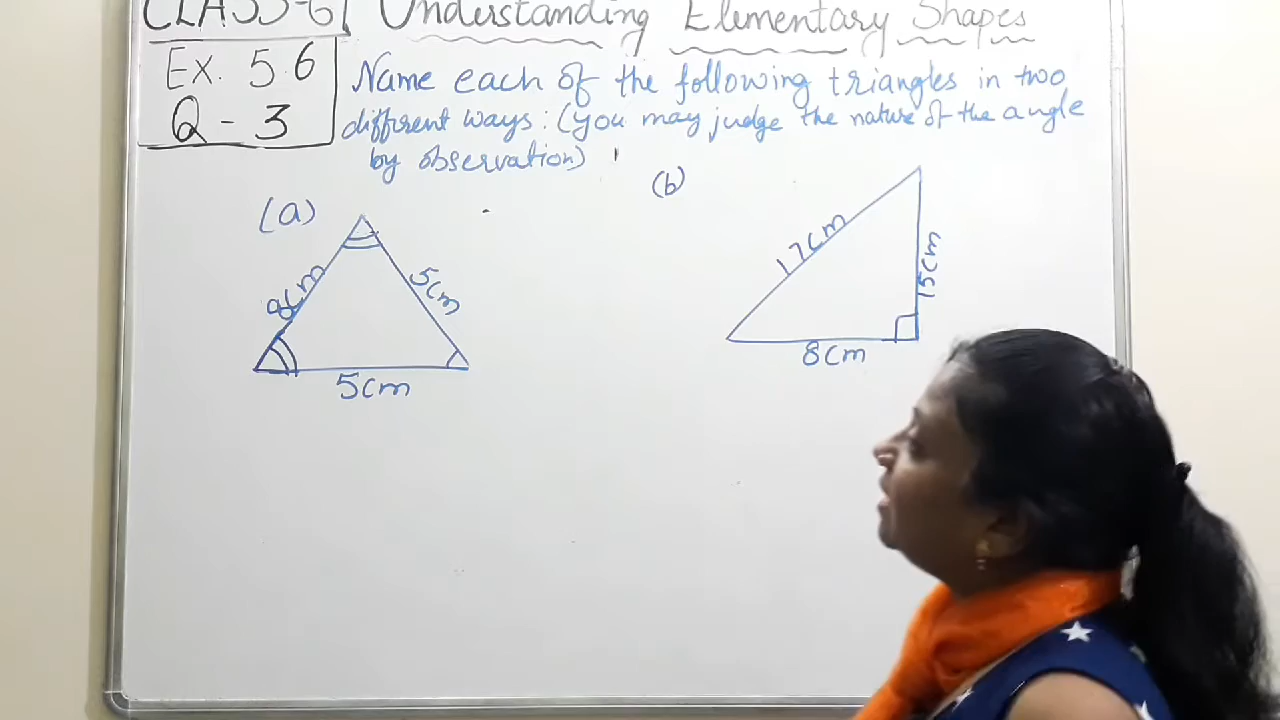 CLASS-6 Understanding Elementary Shapes
Ex. 5.6
Q - 3
Name each of the following triangles in two
different ways: (you may judge the nature of the angle
by observation)
(a)
(b)
8cm
5cm
5cm
17cm
15cm
8cm